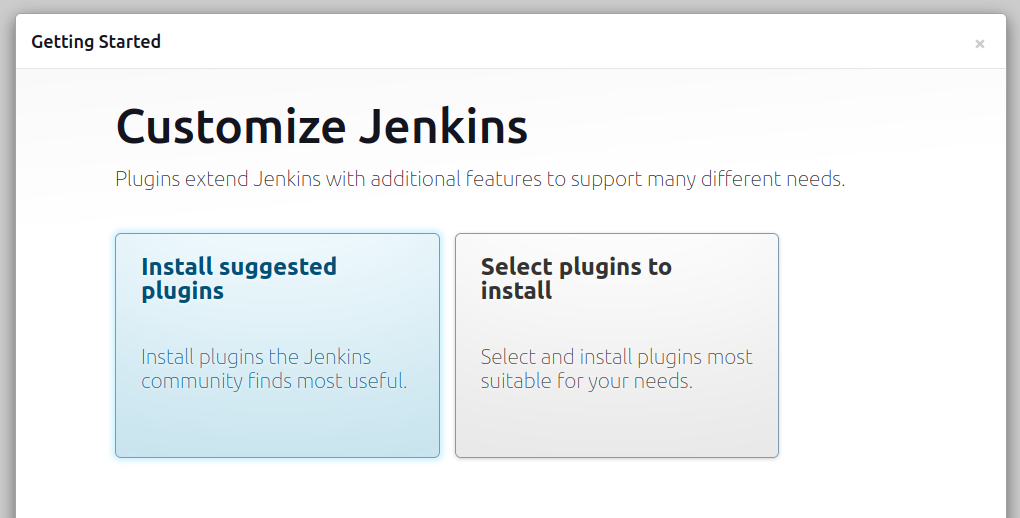 Getting Started
×
Customize Jenkins
Plugins extend Jenkins with additional features to support many different needs.
Install suggested
plugins
Install plugins the Jenkins
community finds most useful.
Select plugins to
install
Select and install plugins most
suitable for your needs.